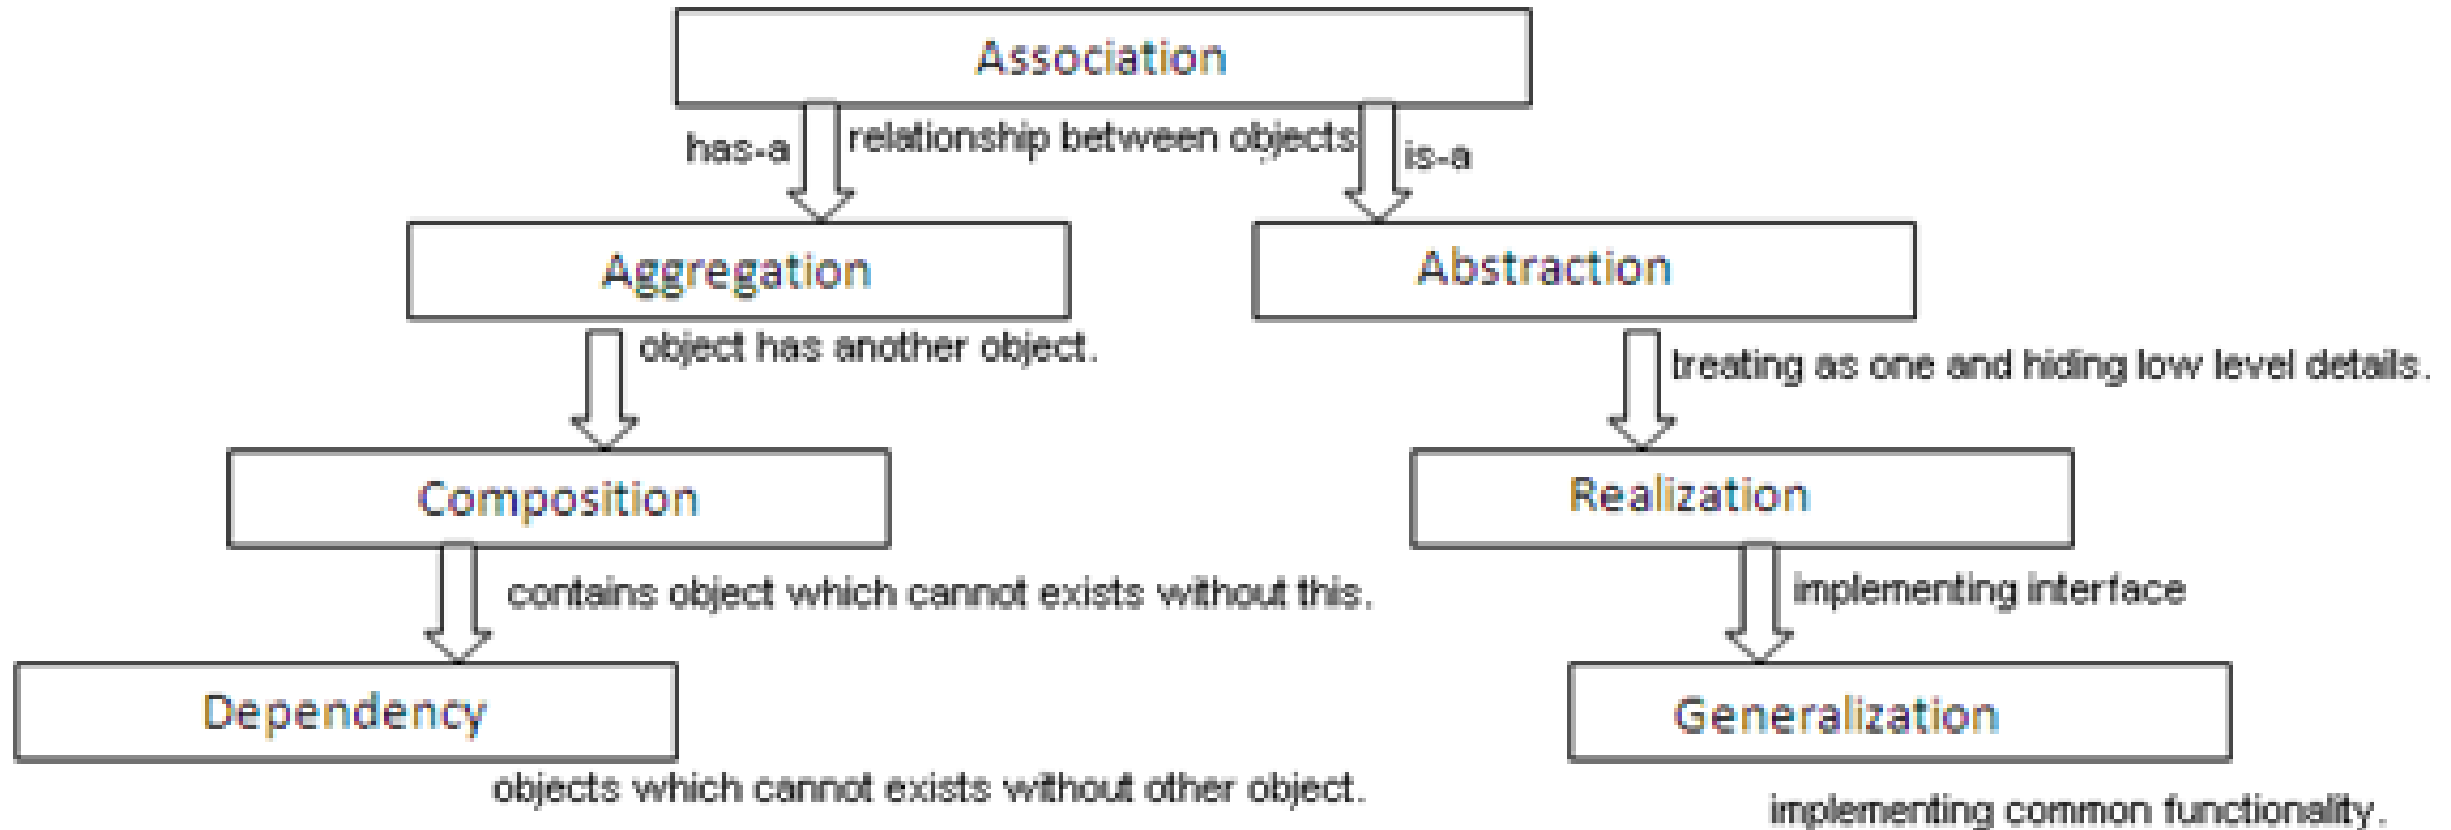 Association
has-a
relationship between objects
is-a
Aggregation
Abstraction
object has another object.
treating as one and hiding low level details.
Composition
Realization
contains object which cannot exists without this.
implementing interface
Dependency
Generalization
objects which cannot exists without other object.
implementing common functionality.